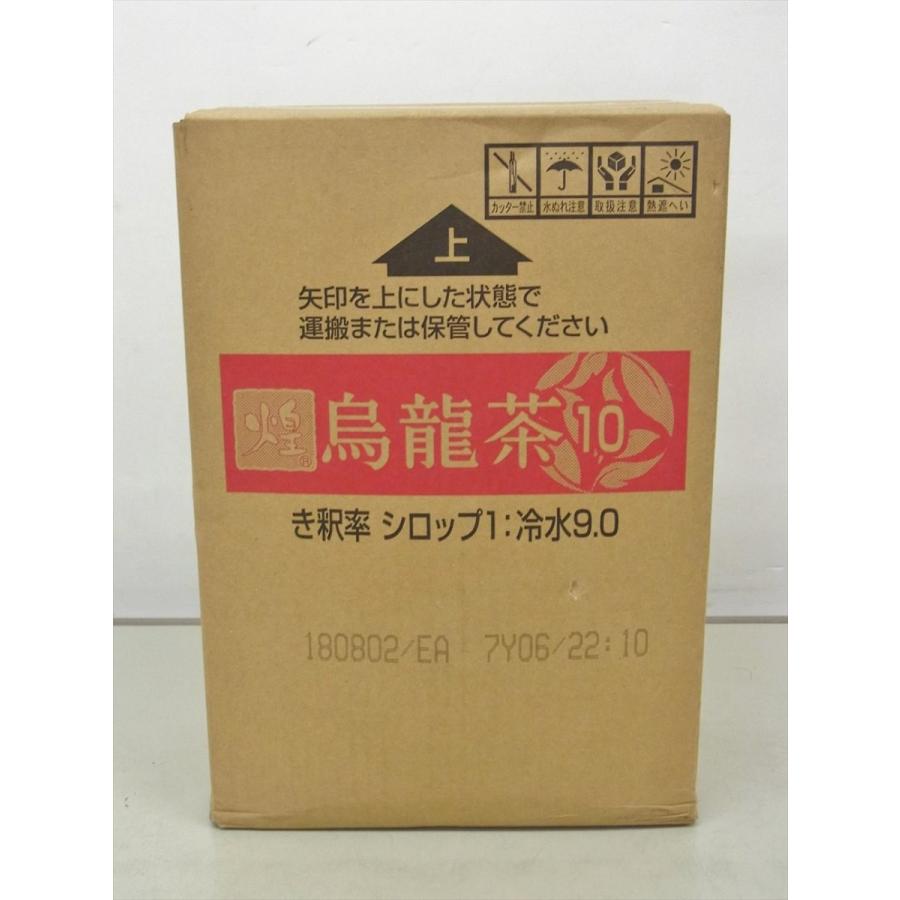 カッター禁止 水ぬれ注意 取扱注意 熱遮へい
上
矢印を上にした状態で
運搬または保管してください
煌® 烏龍茶10
き釈率 シロップ1:冷水9.0
180802/EA 7Y06/22:10